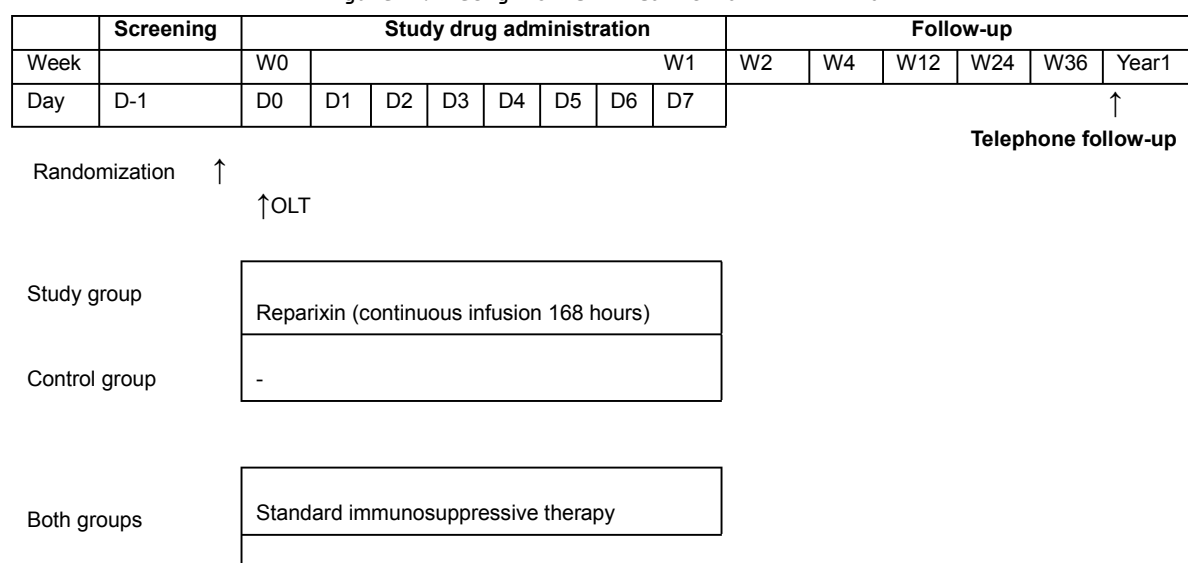 Screening Study drug administration Follow-up
Week W0 W1 W2 W4 W12 W24 W36 Year1
Day D-1 D0 D1 D2 D3 D4 D5 D6 D7 ↑
Telephone follow-up
Randomization ↑
↑OLT
Study group
Reparixin (continuous infusion 168 hours)
Control group -
Both groups Standard immunosuppressive therapy